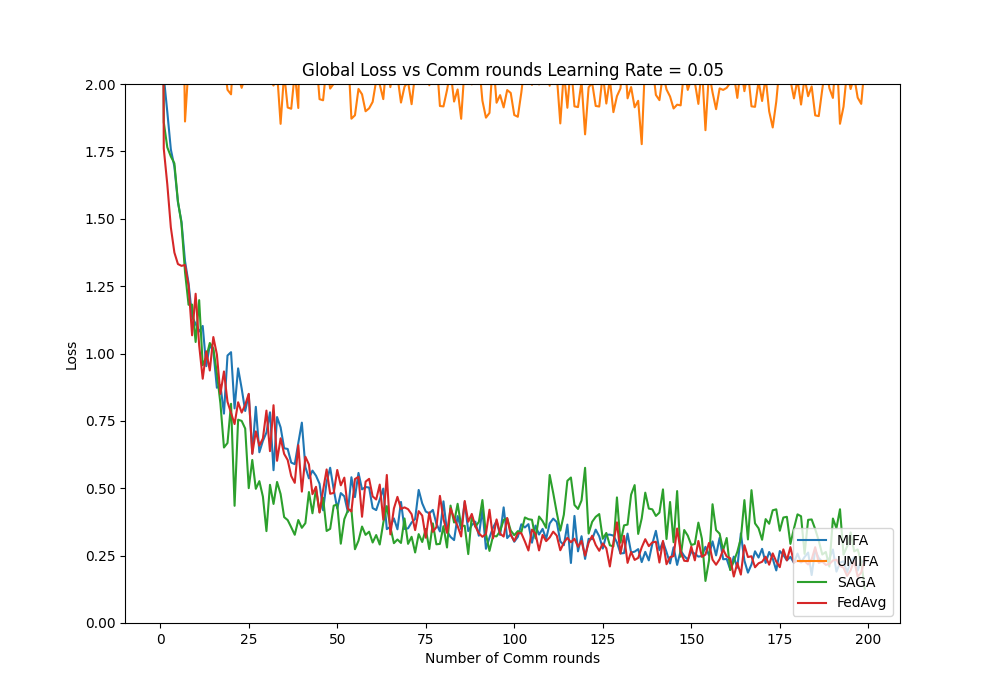 Global Loss vs Comm rounds Learning Rate = 0.05
2.00
1.75
1.50
1.25
1.00
0.75
0.50
0.25
0.00
Loss
0 25 50 75 100 125 150 175 200
Number of Comm rounds
MIFA
UMIFA
SAGA
FedAvg